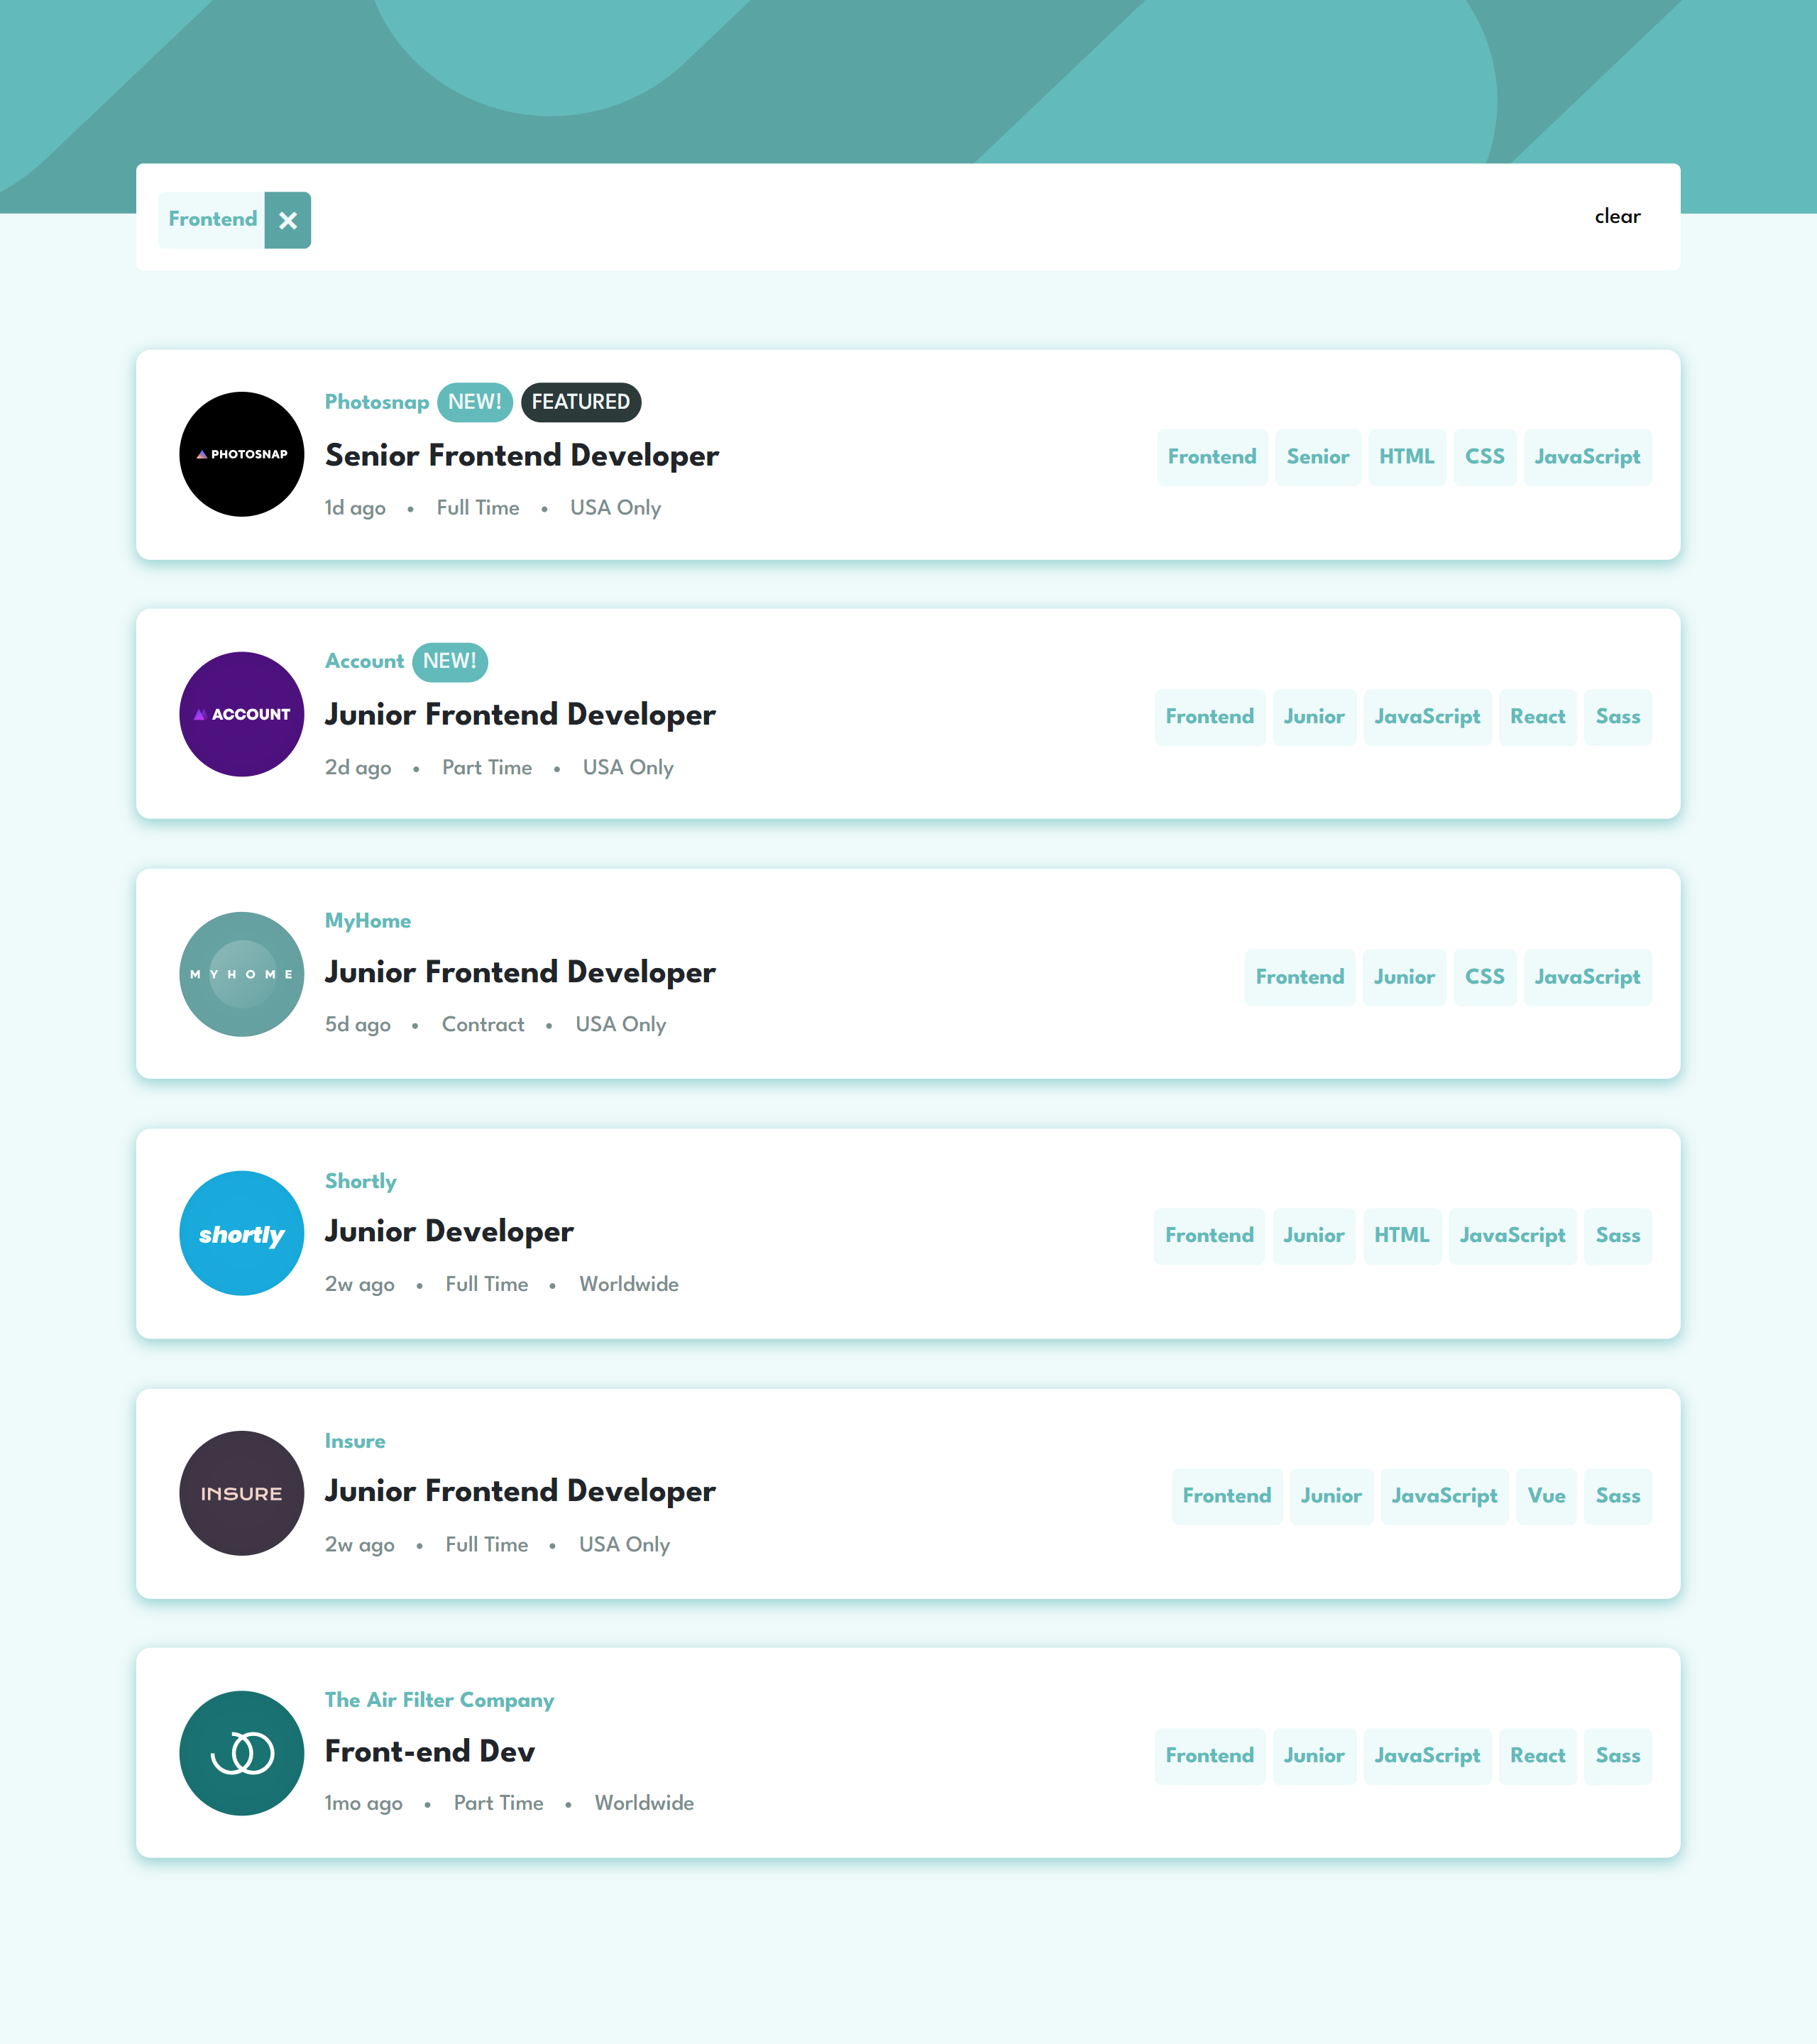 Frontend ×
clear
PHOTOSNAP
Photosnap NEW! FEATURED
Senior Frontend Developer
1d ago • Full Time • USA Only
Frontend Senior HTML CSS JavaScript
ACCOUNT
Account NEW!
Junior Frontend Developer
2d ago • Part Time • USA Only
Frontend Junior JavaScript React Sass
MYHOME
MyHome
Junior Frontend Developer
5d ago • Contract • USA Only
Frontend Junior CSS JavaScript
shortly
Shortly
Junior Developer
2w ago • Full Time • Worldwide
Frontend Junior HTML JavaScript Sass
INSURE
Insure
Junior Frontend Developer
2w ago • Full Time • USA Only
Frontend Junior JavaScript Vue Sass
The Air Filter Company
Front-end Dev
1mo ago • Part Time • Worldwide
Frontend Junior JavaScript React Sass